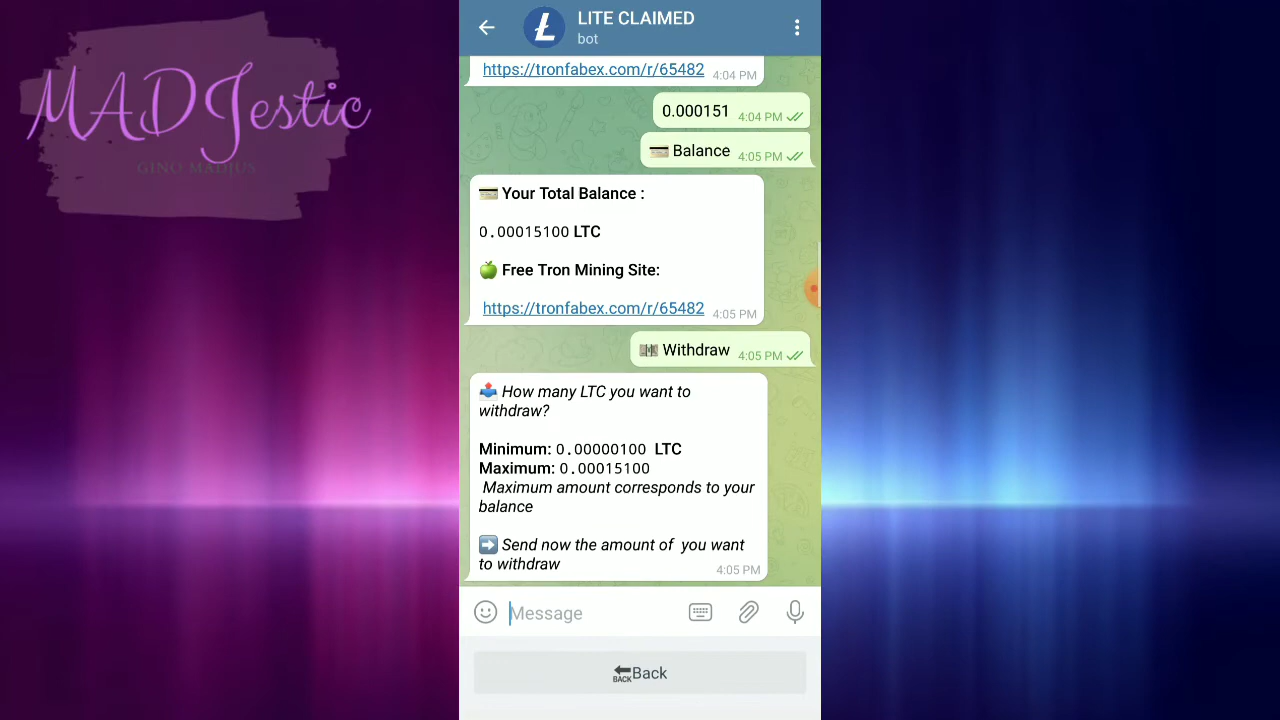 MADJestic
GINO MADJUS
LITE CLAIMED
bot
https://tronfabex.com/r/65482 4:04 PM
0.000151 4:04 PM
Balance 4:05 PM
Your Total Balance :
0.00015100 LTC
Free Tron Mining Site:
https://tronfabex.com/r/65482 4:05 PM
Withdraw 4:05 PM
How many LTC you want to
withdraw?
Minimum: 0.00000100 LTC
Maximum: 0.00015100
Maximum amount corresponds to your
balance
Send now the amount of you want
to withdraw 4:05 PM
Message
BACK Back